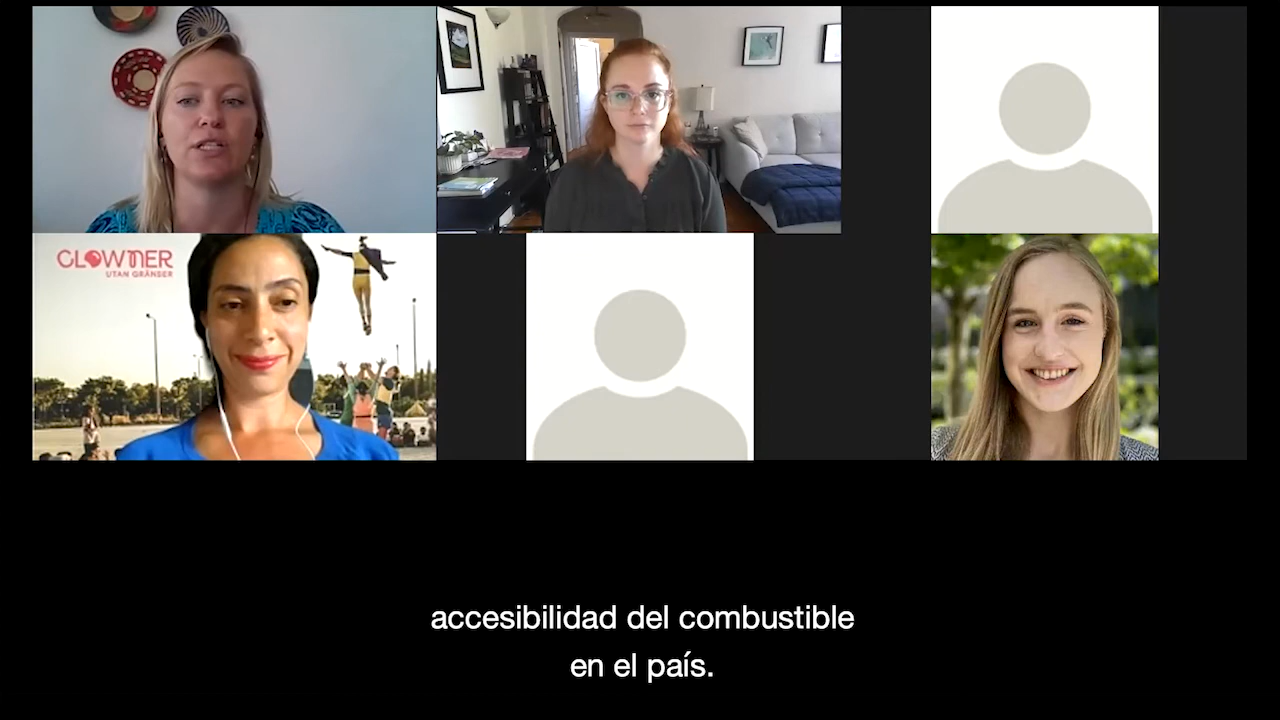 CLOWNER
UTAN GRÄNSER
accesibilidad del combustible
en el país.